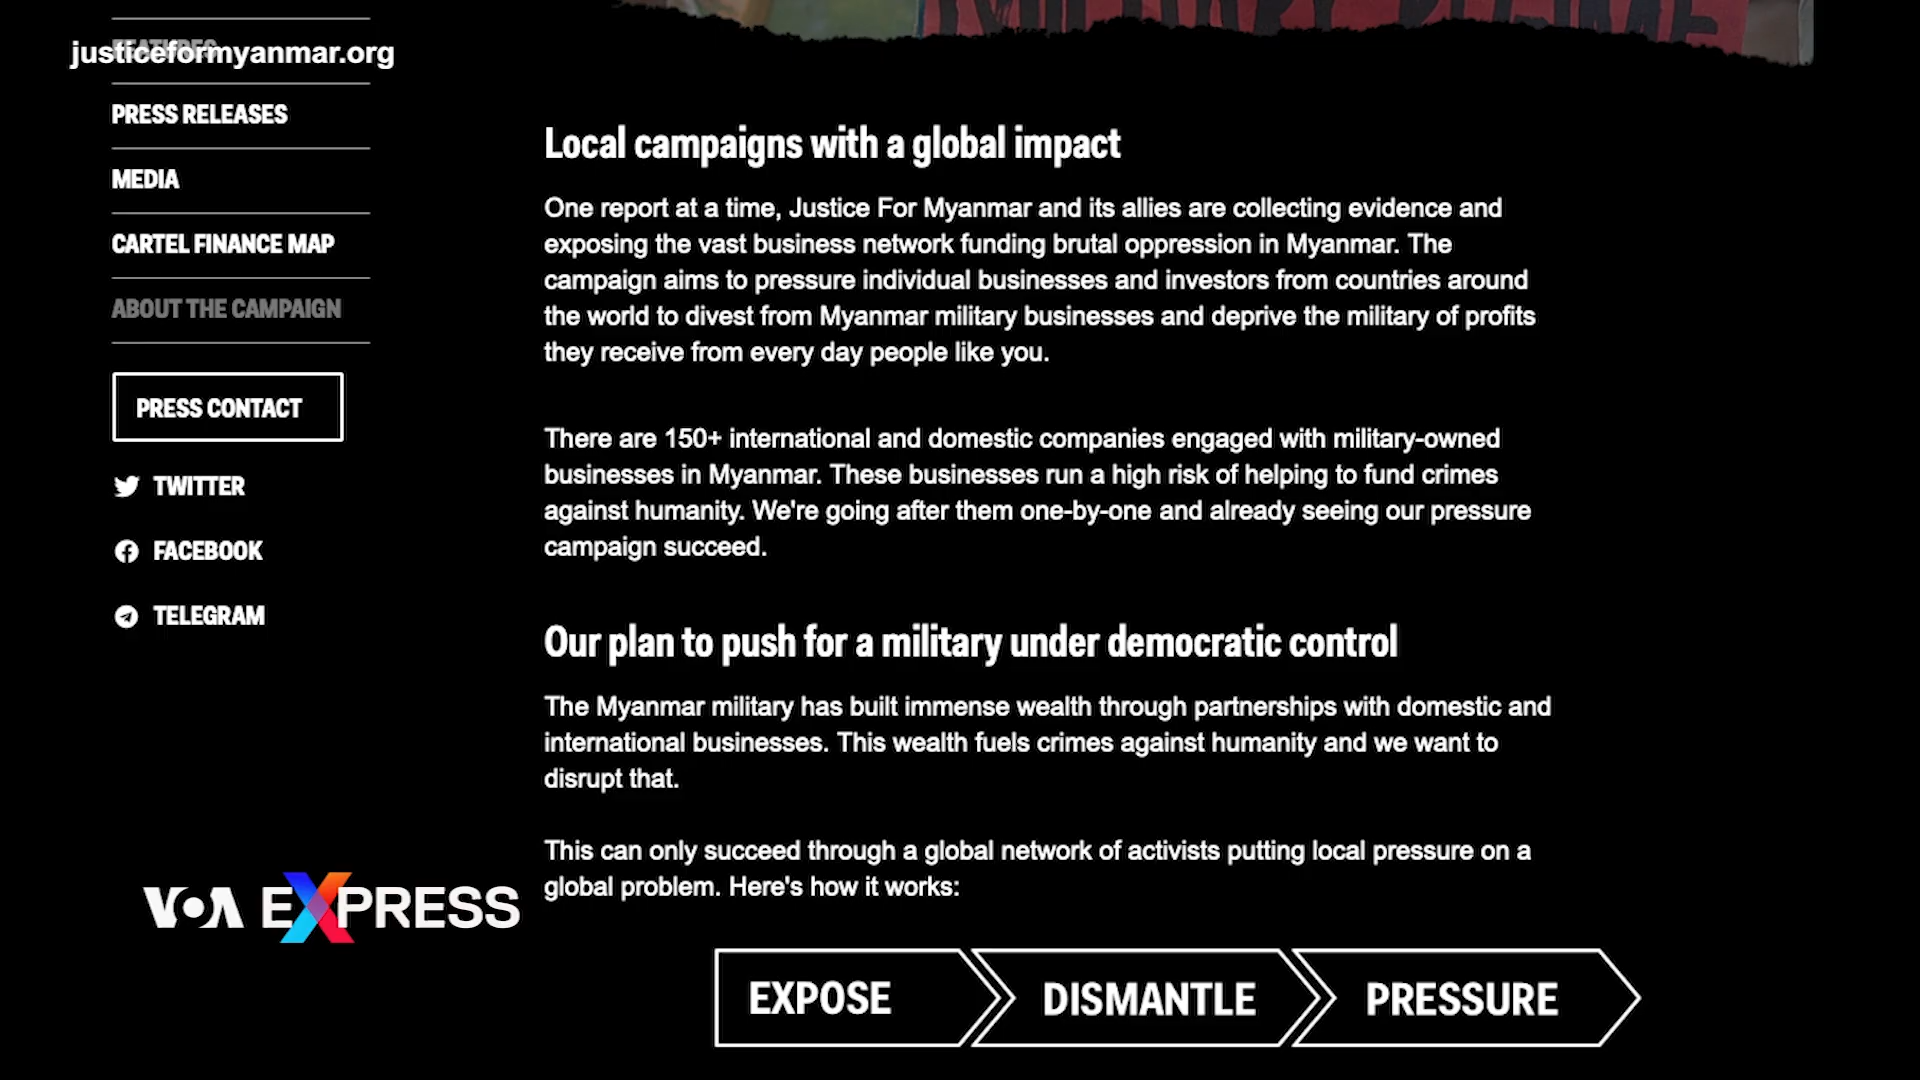 MILITARY REGIME
FEATURES
justiceformyanmar.org
PRESS RELEASES
MEDIA
CARTEL FINANCE MAP
ABOUT THE CAMPAIGN
PRESS CONTACT
TWITTER
FACEBOOK
TELEGRAM
Local campaigns with a global impact
One report at a time, Justice For Myanmar and its allies are collecting evidence and
exposing the vast business network funding brutal oppression in Myanmar. The
campaign aims to pressure individual businesses and investors from countries around
the world to divest from Myanmar military businesses and deprive the military of profits
they receive from every day people like you.
There are 150+ international and domestic companies engaged with military-owned
businesses in Myanmar. These businesses run a high risk of helping to fund crimes
against humanity. We're going after them one-by-one and already seeing our pressure
campaign succeed.
Our plan to push for a military under democratic control
The Myanmar military has built immense wealth through partnerships with domestic and
international businesses. This wealth fuels crimes against humanity and we want to
disrupt that.
This can only succeed through a global network of activists putting local pressure on a
global problem. Here's how it works:
EXPOSE
DISMANTLE
PRESSURE
VOA EXPRESS